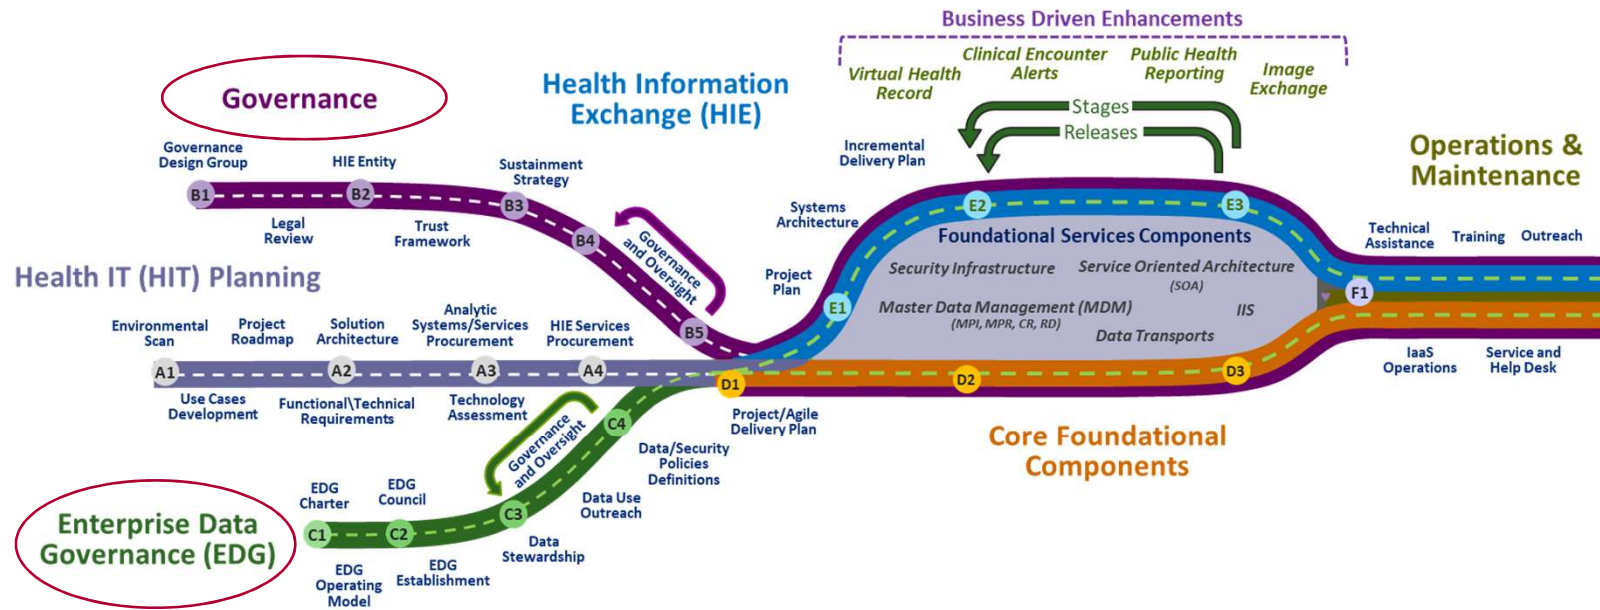 Business Driven Enhancements
Virtual Health
Record
Clinical Encounter
Alerts
Public Health
Reporting
Image
Exchange
Stages
Releases
Governance
Health Information
Exchange (HIE)
Incremental
Delivery Plan
Operations &
Maintenance
Governance
Design Group
HIE Entity
Sustainment
Strategy
B1
B2
B3
B4
B5
Legal
Review
Trust
Framework
Governance
and Oversight
Systems
Architecture
Project
Plan
E1
E2
E3
Foundational Services Components
Security Infrastructure
Service Oriented Architecture
(SOA)
Master Data Management (MDM)
(MPI, MPR, CR, RD)
IIS
Data Transports
Technical
Assistance
Training
Outreach
F1
IaaS
Operations
Service and
Help Desk
Health IT (HIT) Planning
Environmental
Scan
Project
Roadmap
Solution
Architecture
Analytic
Systems/Services
Procurement
HIE Services
Procurement
A1
A2
A3
A4
Use Cases
Development
Functional\Technical
Requirements
Technology
Assessment
D1
D2
D3
Project/Agile
Delivery Plan
Core Foundational
Components
Governance
and Oversight
Data/Security
Policies
Definitions
Data Use
Outreach
Data
Stewardship
Enterprise Data
Governance (EDG)
EDG
Charter
EDG
Council
C1
C2
C3
C4
EDG
Operating
Model
EDG
Establishment